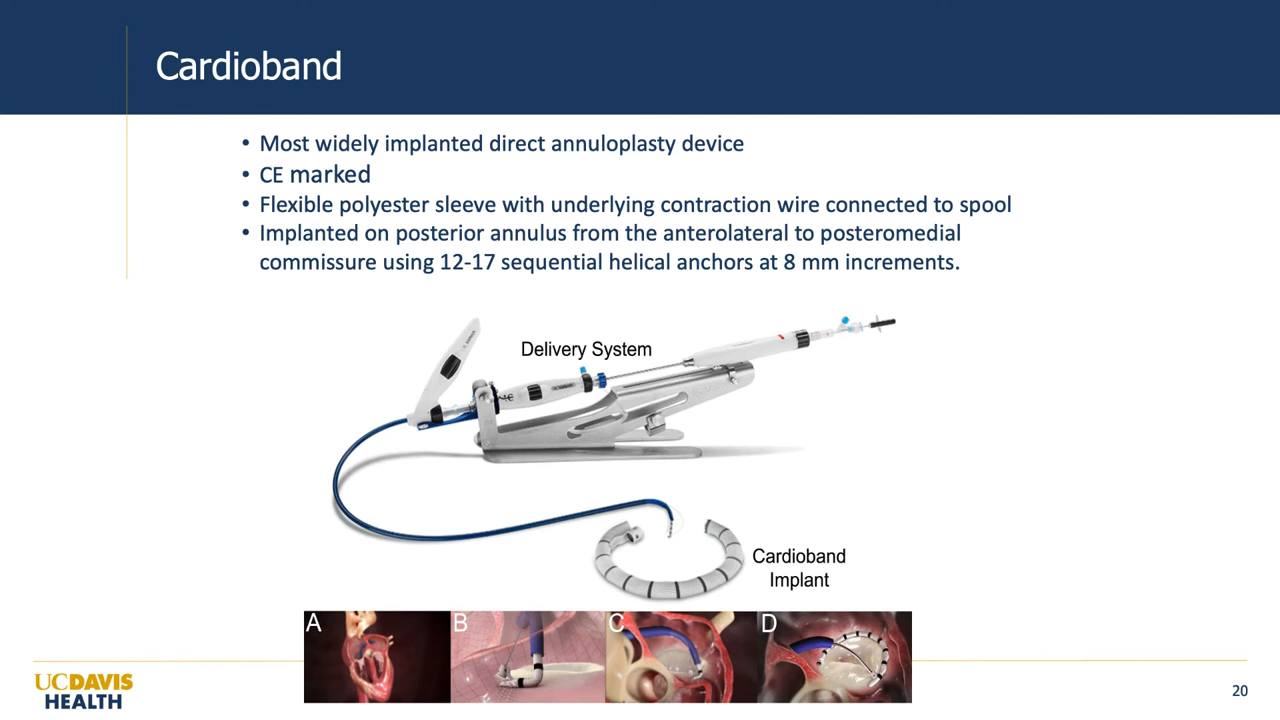 Cardioband
• Most widely implanted direct annuloplasty device
• CE marked
• Flexible polyester sleeve with underlying contraction wire connected to spool
• Implanted on posterior annulus from the anterolateral to posteromedial
commissure using 12-17 sequential helical anchors at 8 mm increments.
Delivery System
Cardioband
Implant
A B C D
UCDAVIS
HEALTH
20